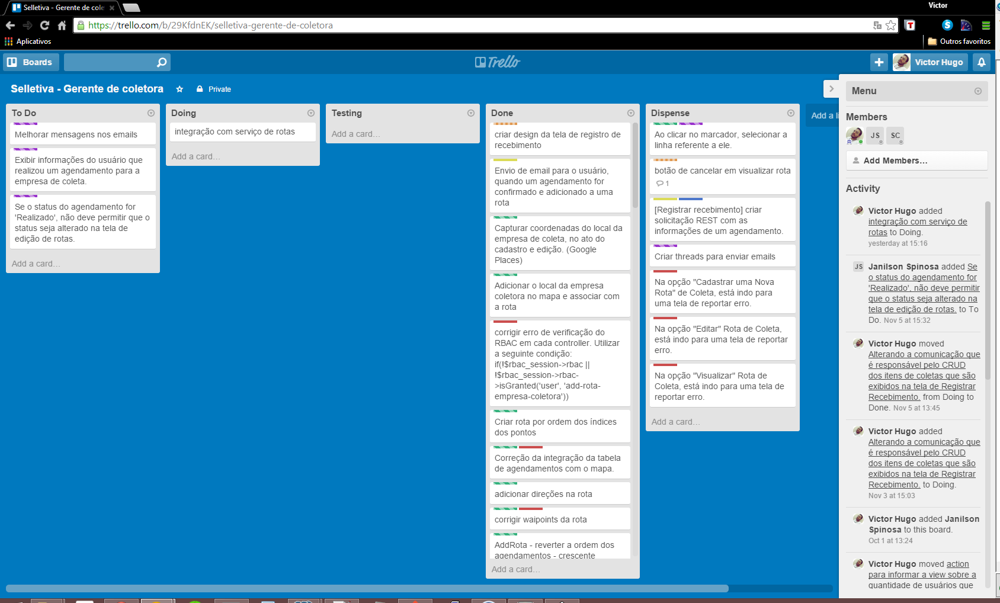 Selletiva - Gerente de cole
Victor
https://trello.com/b/29KfdnEK/selletiva-gerente-de-coletora
Aplicativos
Outros favoritos
Boards
Trello
Victor Hugo
Selletiva - Gerente de coletora
Private
To Do
Melhorar mensagens nos emails
Exibir informações do usuário que
realizou um agendamento para a
empresa de coleta.
Se o status do agendamento for
'Realizado', não deve permitir que o
status seja alterado na tela de
edição de rotas.
Add a card…
Doing
integração com serviço de rotas
Add a card…
Testing
Add a card…
Done
criar design da tela de registro de
recebimento
Envio de email para o usuário,
quando um agendamento for
confirmado e adicionado a uma
rota
Capturar coordenadas do local da
empresa de coleta, no ato do
cadastro e edição. (Google
Places)
Adicionar o local da empresa
coletora no mapa e associar com
a rota
corrigir erro de verificação do
RBAC em cada controller. Utilizar
a seguinte condição:
if(!$rbac_session->rbac ||
!$rbac_session->rbac-
>isGranted('user', 'add-rota-
empresa-coletora'))
Criar rota por ordem dos índices
dos pontos
Correção da integração da tabela
de agendamentos com o mapa.
adicionar direções na rota
corrigir waipoints da rota
AddRota - reverter a ordem dos
agendamentos - crescente
Add a card…
Dispense
Ao clicar no marcador, selecionar a
linha referente a ele.
botão de cancelar em visualizar rota
1
[Registrar recebimento] criar
solicitação REST com as
informações de um agendamento.
Criar threads para enviar emails
Na opção "Cadastrar uma Nova
Rota" de Coleta, está indo para
uma tela de reportar erro.
Na opção "Editar" Rota de Coleta,
está indo para uma tela de reportar
erro.
Na opção "Visualizar" Rota de
Coleta, está indo para uma tela de
reportar erro.
Add a card…
Add a li
Menu
Members
JS
SC
Add Members…
Activity
Victor Hugo added
integração com serviço de
rotas to Doing.
yesterday at 15:16
JS
Janilson Spinosa added Se
o status do agendamento for
'Realizado', não deve permitir
que o status seja alterado na
tela de edição de rotas. to To
Do. Nov 5 at 15:32
Victor Hugo moved
Alterando a comunicação que
é responsável pelo CRUD
dos itens de coletas que são
exibidos na tela de Registrar
Recebimento. from Doing to
Done. Nov 5 at 13:45
Victor Hugo added
Alterando a comunicação que
é responsável pelo CRUD
dos itens de coletas que são
exibidos na tela de Registrar
Recebimento. to Doing.
Nov 3 at 15:03
Victor Hugo added Janilson
Spinosa to this board.
Oct 1 at 13:24
Victor Hugo moved action
para informar a view sobre a
quantidade de usuários que